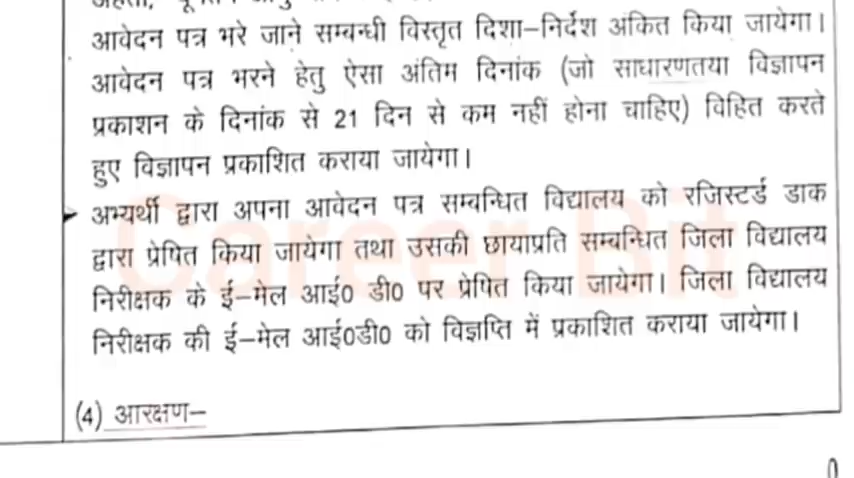 आवेदन पत्र भरे जाने सम्बन्धी विस्तृत दिशा–निर्देश अंकित किया जायेगा।
आवेदन पत्र भरने हेतु ऐसा अंतिम दिनांक (जो साधारणतया विज्ञापन
प्रकाशन के दिनांक से 21 दिन से कम नहीं होना चाहिए) विहित करते
हुए विज्ञापन प्रकाशित कराया जायेगा।
➤ अभ्यर्थी द्वारा अपना आवेदन पत्र सम्बन्धित विद्यालय को रजिस्टर्ड डाक
द्वारा प्रेषित किया जायेगा तथा उसकी छायाप्रति सम्बन्धित जिला विद्यालय
निरीक्षक के ई–मेल आई0 डी0 पर प्रेषित किया जायेगा। जिला विद्यालय
निरीक्षक की ई–मेल आई0डी0 को विज्ञप्ति में प्रकाशित कराया जायेगा।
(4) आरक्षण–
Career Bit